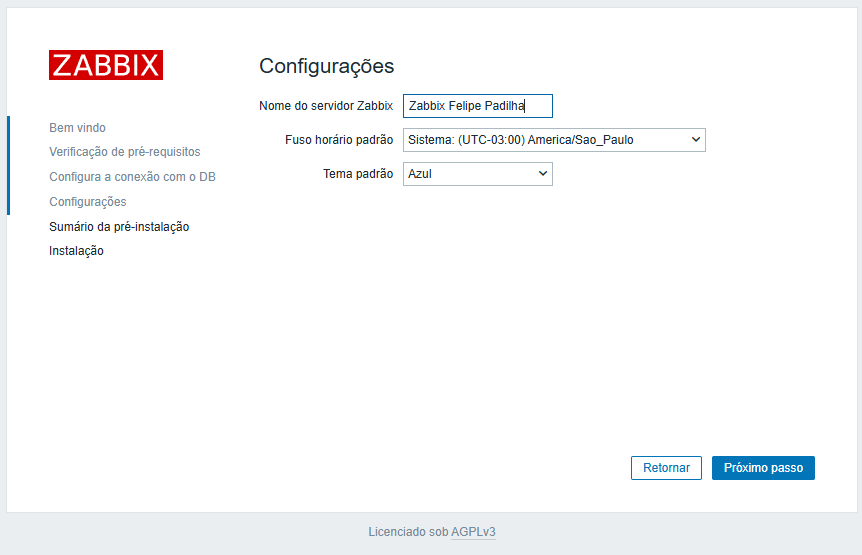 ZABBIX
Bem vindo
Verificação de pré-requisitos
Configura a conexão com o DB
Configurações
Sumário da pré-instalação
Instalação
Configurações
Nome do servidor Zabbix Zabbix Felipe Padilha
Fuso horário padrão Sistema: (UTC-03:00) America/Sao_Paulo
Tema padrão Azul
Retornar Próximo passo
Licenciado sob AGPLv3